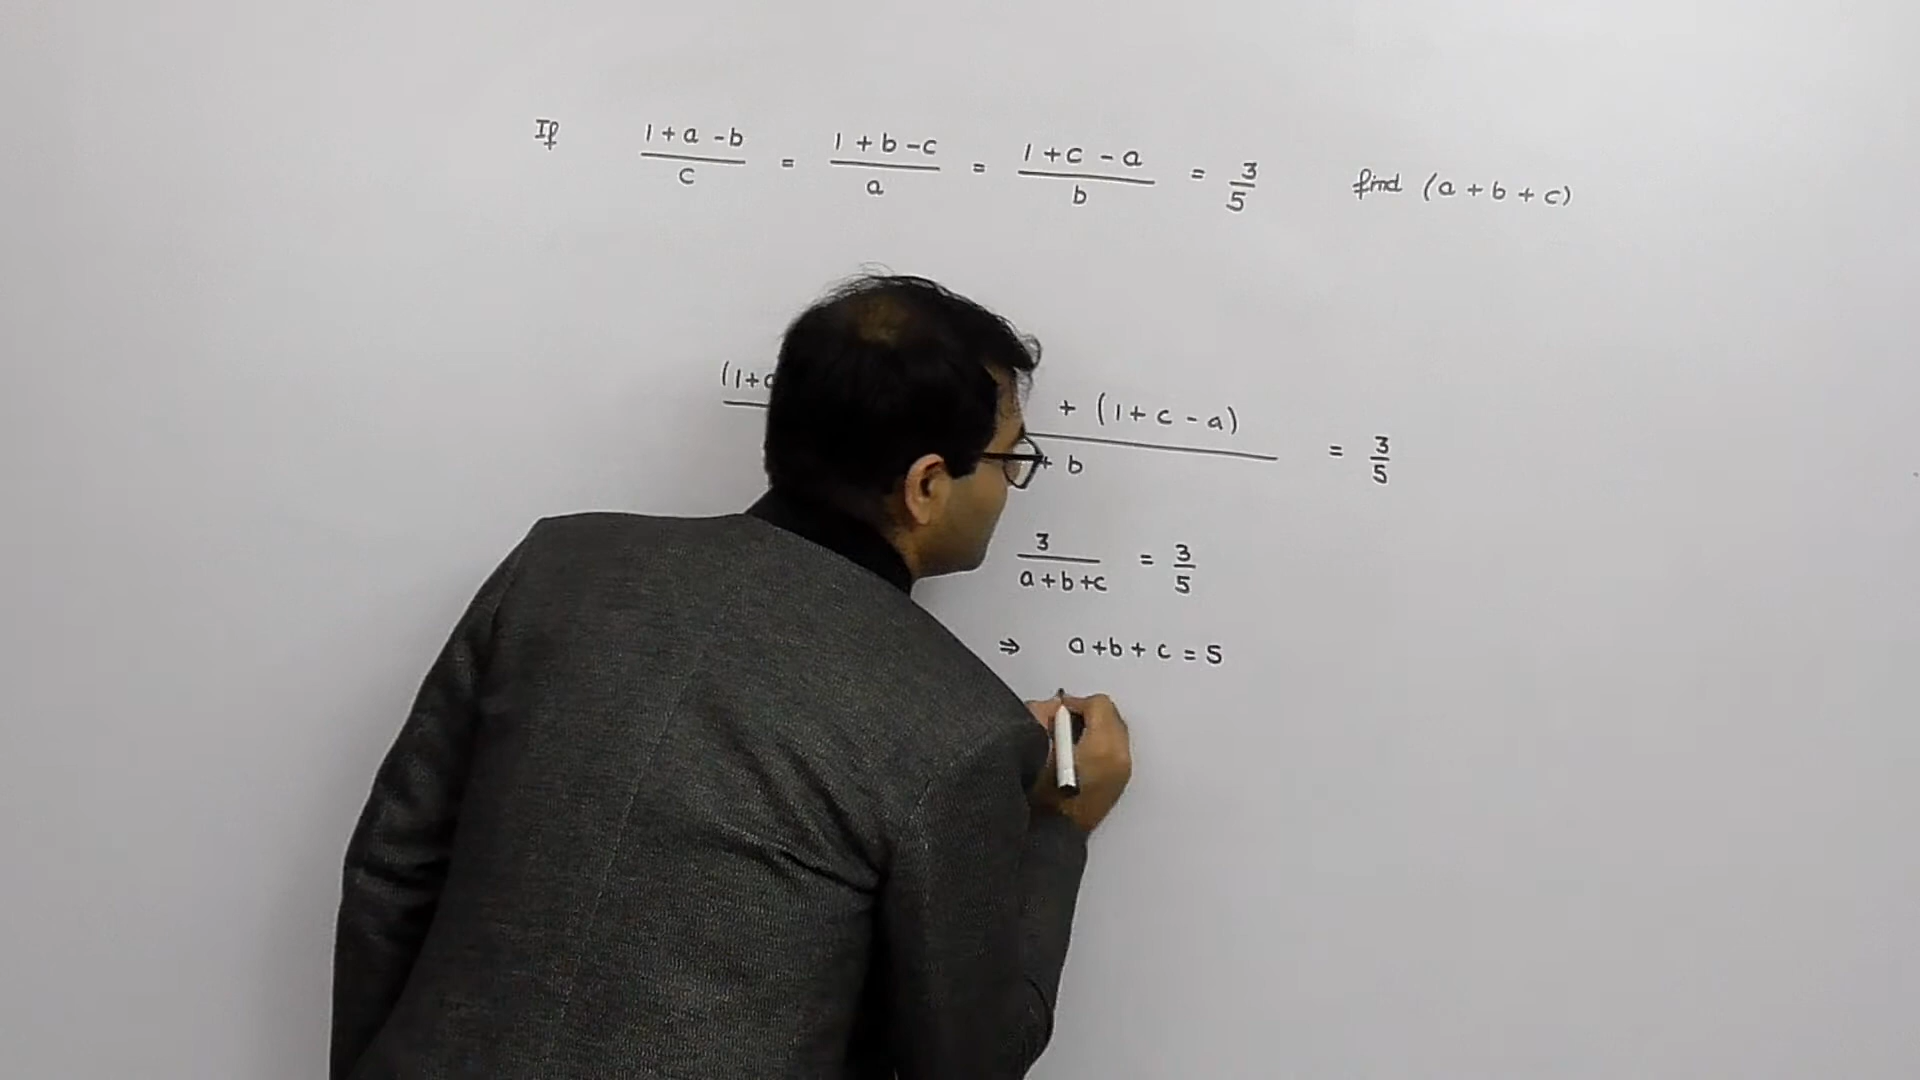 If (1+a-b)/c = (1+b-c)/a = (1+c-a)/b = 3/5 find (a+b+c)
(1+ + (1+c-a) / + b = 3/5
3/(a+b+c) = 3/5
⇒ a+b+c=5